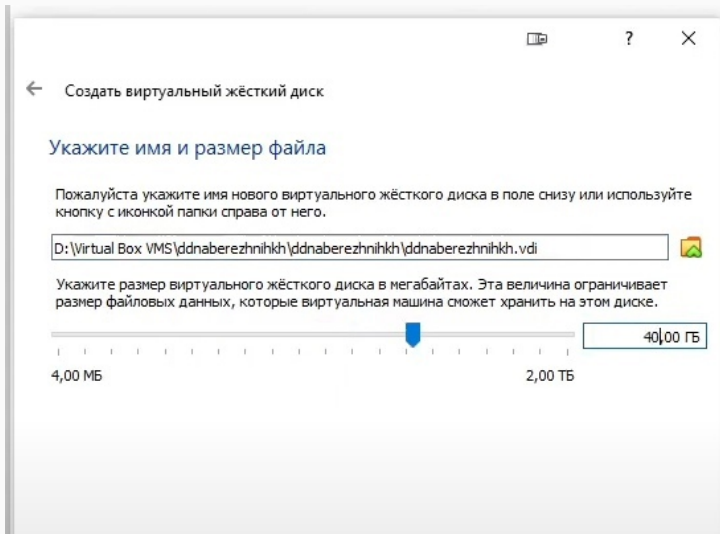 ?
Создать виртуальный жёсткий диск
Укажите имя и размер файла
Пожалуйста укажите имя нового виртуального жёсткого диска в поле снизу или используйте
кнопку с иконкой папки справа от него.
D:\Virtual Box VMS\ddnaberezhnihkh\ddnaberezhnihkh\ddnaberezhnihkh.vdi
Укажите размер виртуального жёсткого диска в мегабайтах. Эта величина ограничивает
размер файловых данных, которые виртуальная машина сможет хранить на этом диске.
40,00 ГБ
4,00 МБ 2,00 ТБ